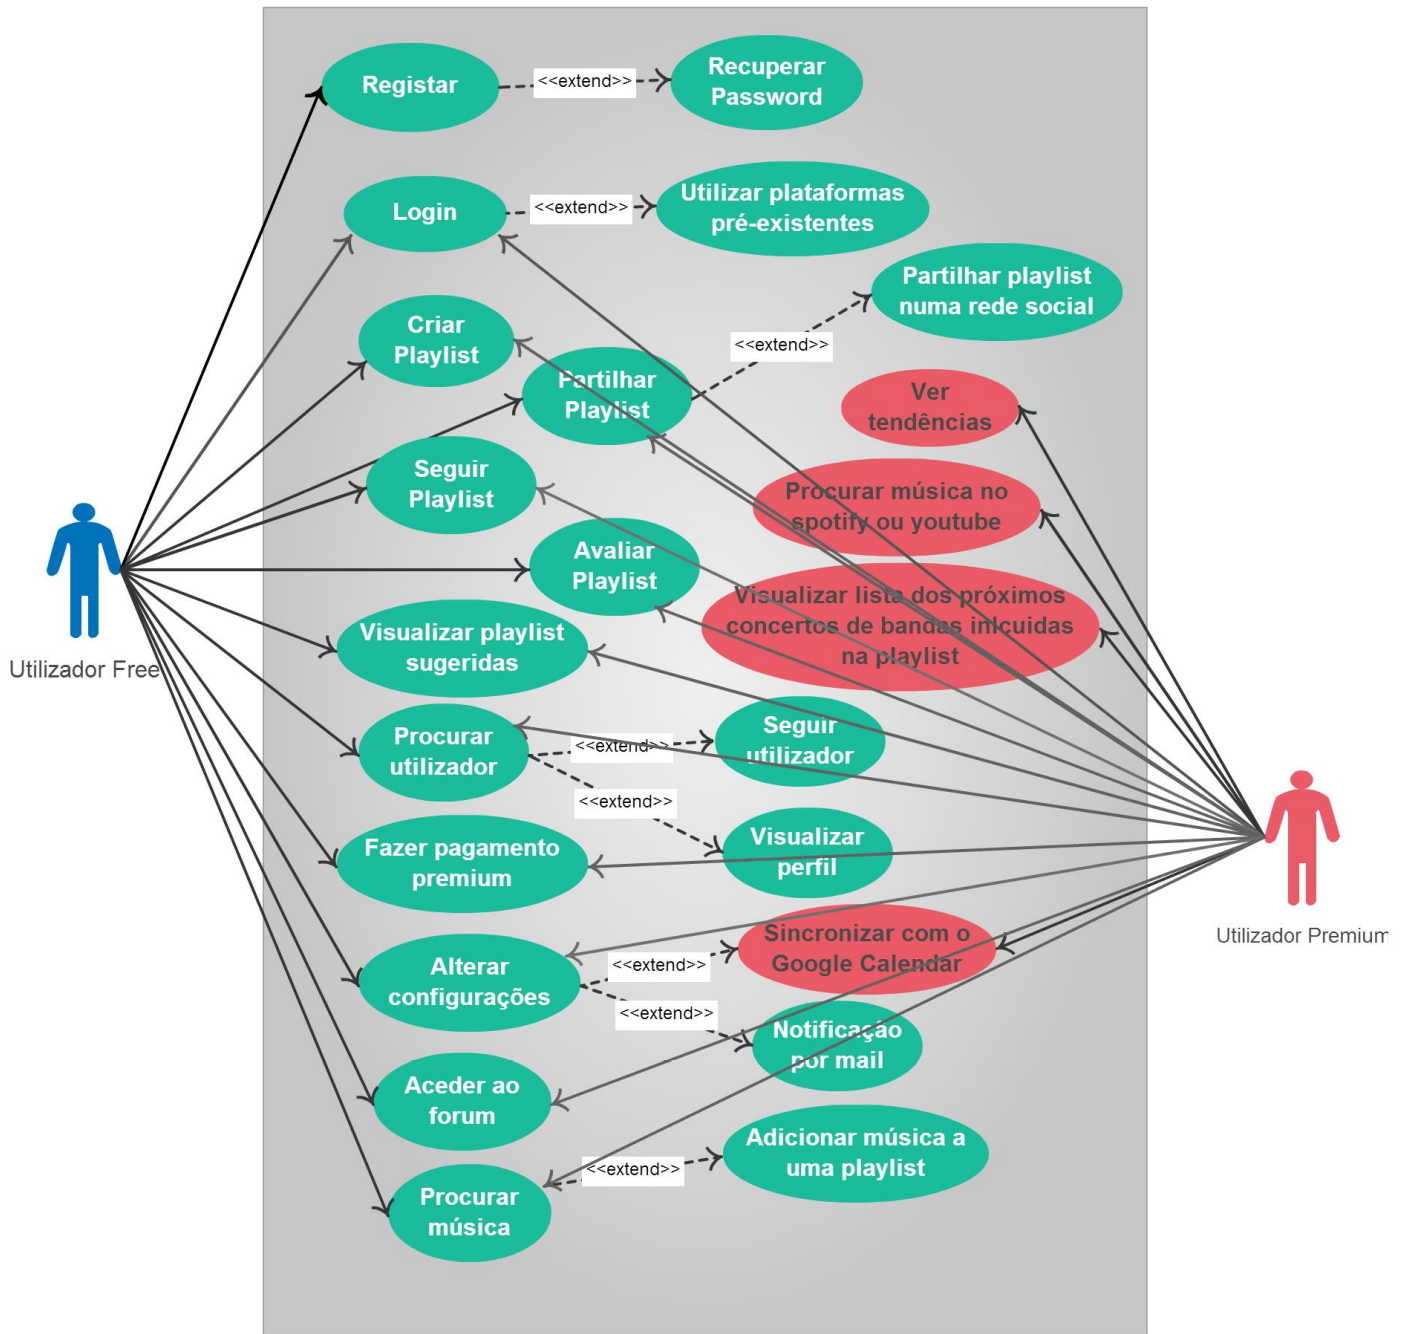 Registar
<<extend>>
Recuperar
Password
Login
<<extend>>
Utilizar plataformas
pré-existentes
Partilhar playlist
numa rede social
Criar
Playlist
<<extend>>
Partilhar
Playlist
Ver
tendências
Seguir
Playlist
Procurar música no
spotify ou youtube
Avaliar
Playlist
Visualizar lista dos próximos
concertos de bandas inlcuidas
na playlist
Visualizar playlist
sugeridas
Utilizador Free
Procurar
utilizador
<<extend>>
Seguir
utilizador
<<extend>>
Visualizar
perfil
Fazer pagamento
premium
Utilizador Premium
Alterar
configurações
<<extend>>
Sincronizar com o
Google Calendar
<<extend>>
Notificação
por mail
Aceder ao
forum
Procurar
música
<<extend>>
Adicionar música a
uma playlist